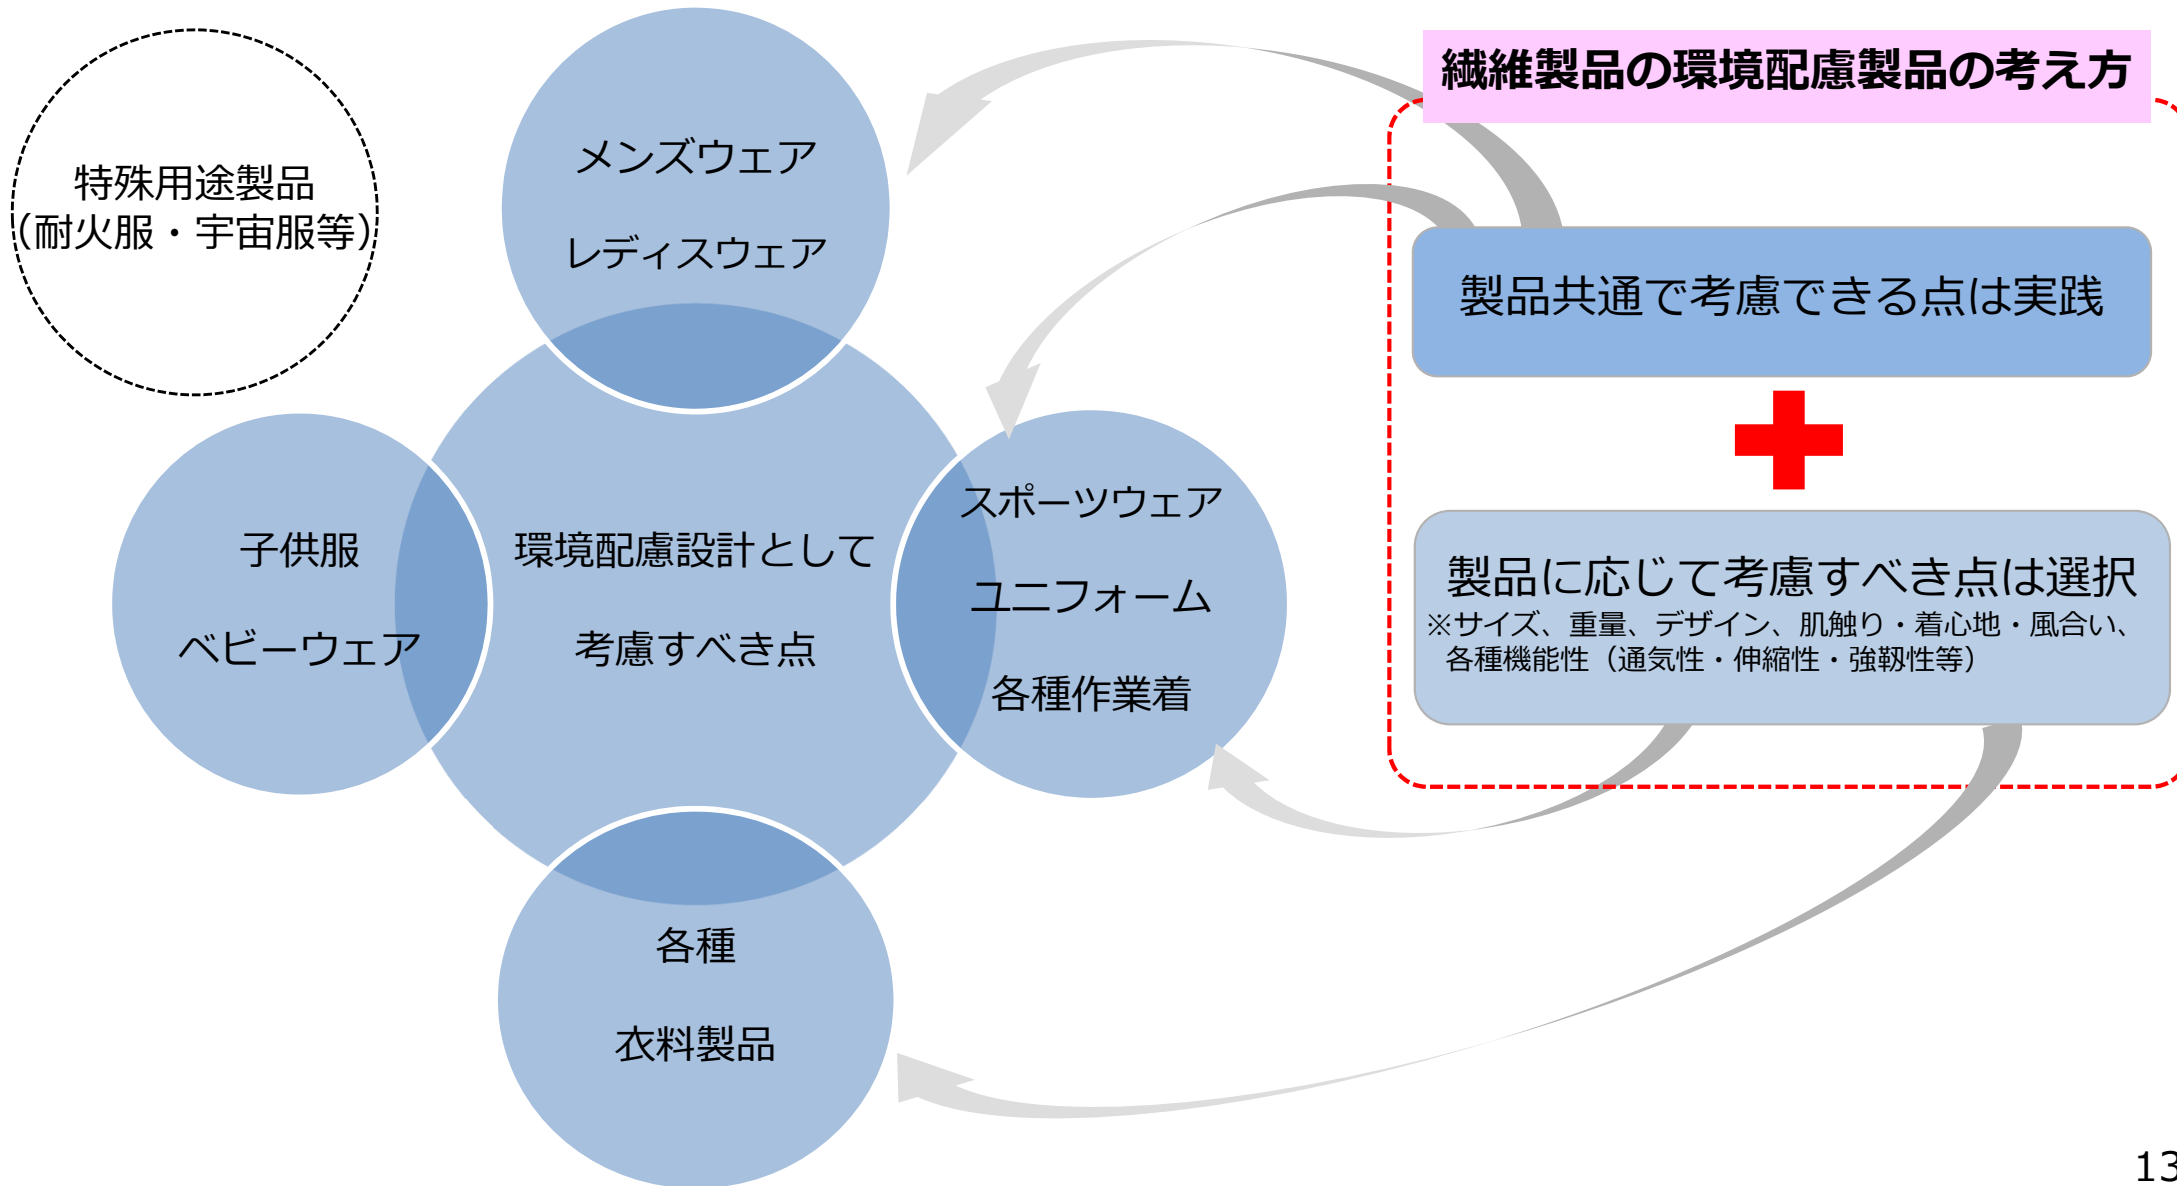 繊維製品の環境配慮製品の考え方
特殊用途製品
(耐火服・宇宙服等)
メンズウェア
レディスウェア
子供服
ベビーウェア
環境配慮設計として
考慮すべき点
スポーツウェア
ユニフォーム
各種作業着
各種
衣料製品
製品共通で考慮できる点は実践
製品に応じて考慮すべき点は選択
※サイズ、重量、デザイン、肌触り・着心地・風合い、
各種機能性（通気性・伸縮性・強靱性等）
13